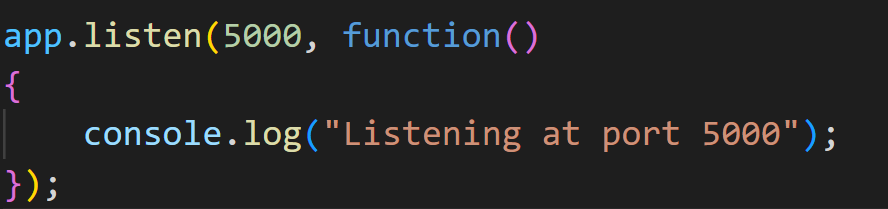 app.listen(5000, function()
{
    console.log("Listening at port 5000");
});